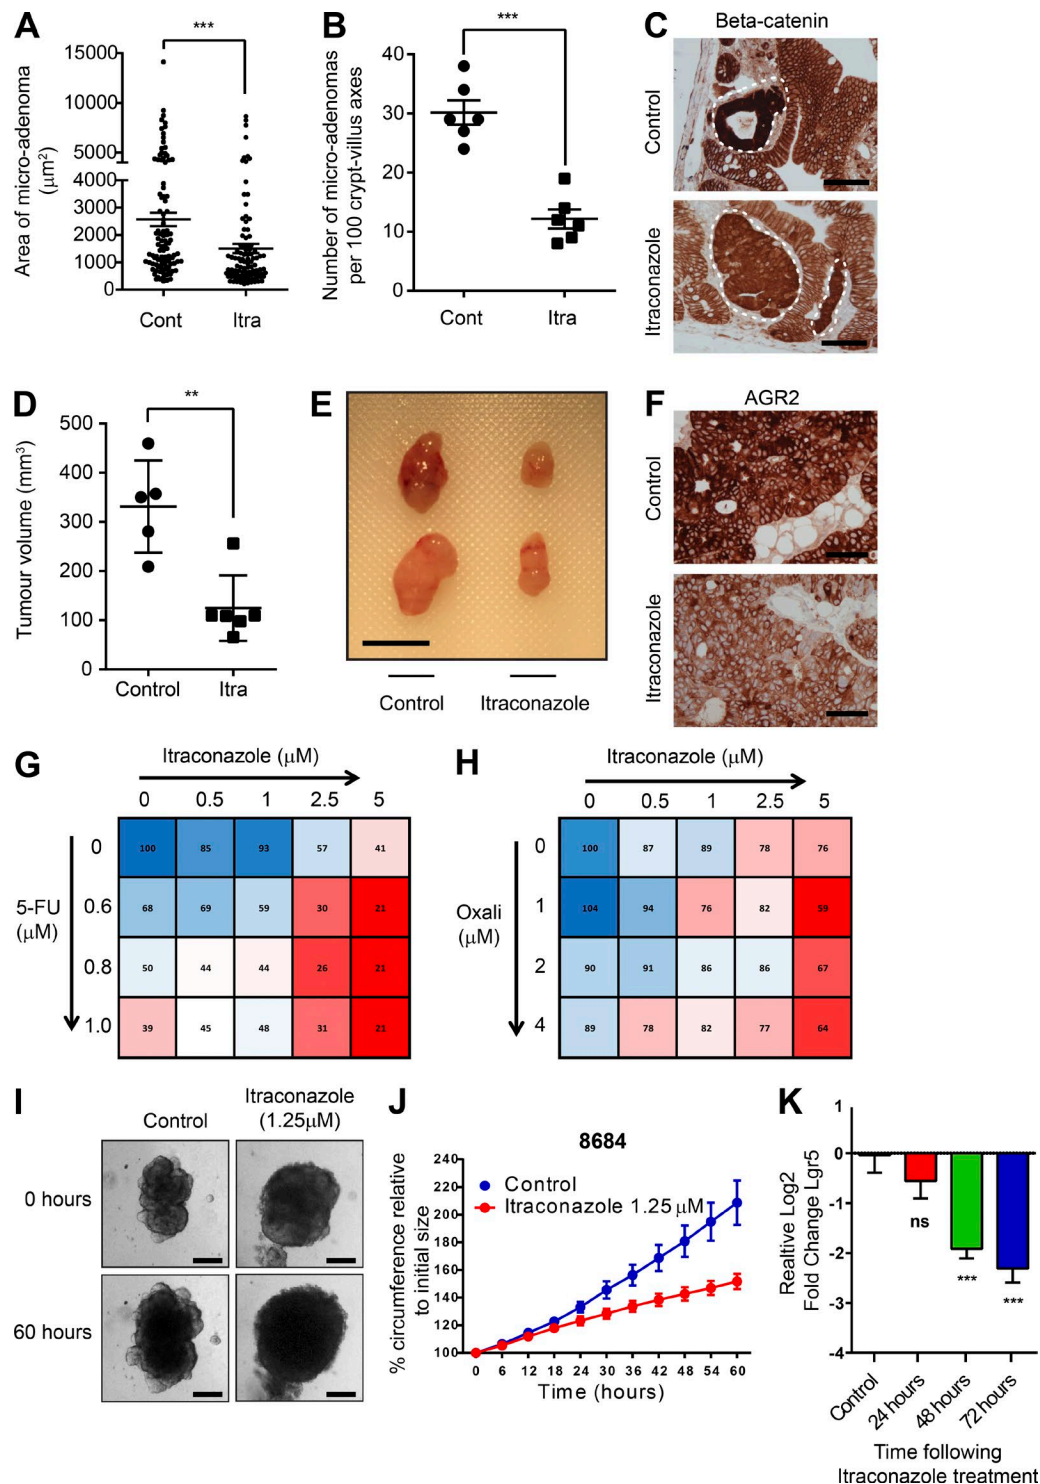 A
***
15000
10000
5000
4000
3000
2000
1000
0
Area of micro-adenoma
(μm2)
Cont
Itra
B
***
40
30
20
10
0
Number of micro-adenomas
per 100 crypt-villus axes
Cont
Itra
C
Beta-catenin
Control
Itraconazole
D
**
500
400
300
200
100
0
Tumour volume (mm3)
Control
Itra
E
Control
Itraconazole
F
AGR2
Control
Itraconazole
G
Itraconazole (μM)
0 0.5 1 2.5 5
5-FU
(μM)
0 100 85 93 57 41
0.6 68 69 59 30 21
0.8 50 44 44 26 21
1.0 39 45 48 31 21
H
Itraconazole (μM)
0 0.5 1 2.5 5
Oxali
(μM)
0 100 87 89 78 76
1 104 94 76 82 59
2 90 91 86 86 67
4 89 78 82 77 64
I
Control
Itraconazole
(1.25μM)
0 hours
60 hours
J
8684
240
220
200
180
160
140
120
100
% circumference relative
to initial size
Control
Itraconazole 1.25 μM
0 6 12 18 24 30 36 42 48 54 60
Time (hours)
K
1
0
-1
-2
-3
-4
Realtive Log2
Fold Change Lgr5
ns
***
***
Control
24 hours
48 hours
72 hours
Time following
Itraconazole treatment